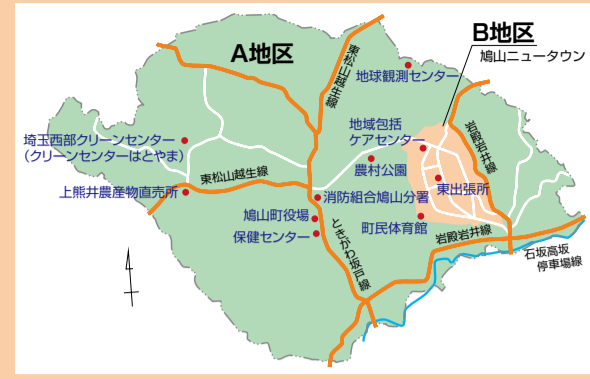 A地区
B地区
鳩山ニュータウン
東松山越生線
地球観測センター
地域包括
ケアセンター
岩殿岩井線
埼玉西部クリーンセンター
（クリーンセンターはとやま）
農村公園
東松山越生線
東出張所
上熊井農産物直売所
消防組合鳩山分署
鳩山町役場
町民体育館
保健センター
ときがわ坂戸線
岩殿岩井線
石坂高坂
停車場線